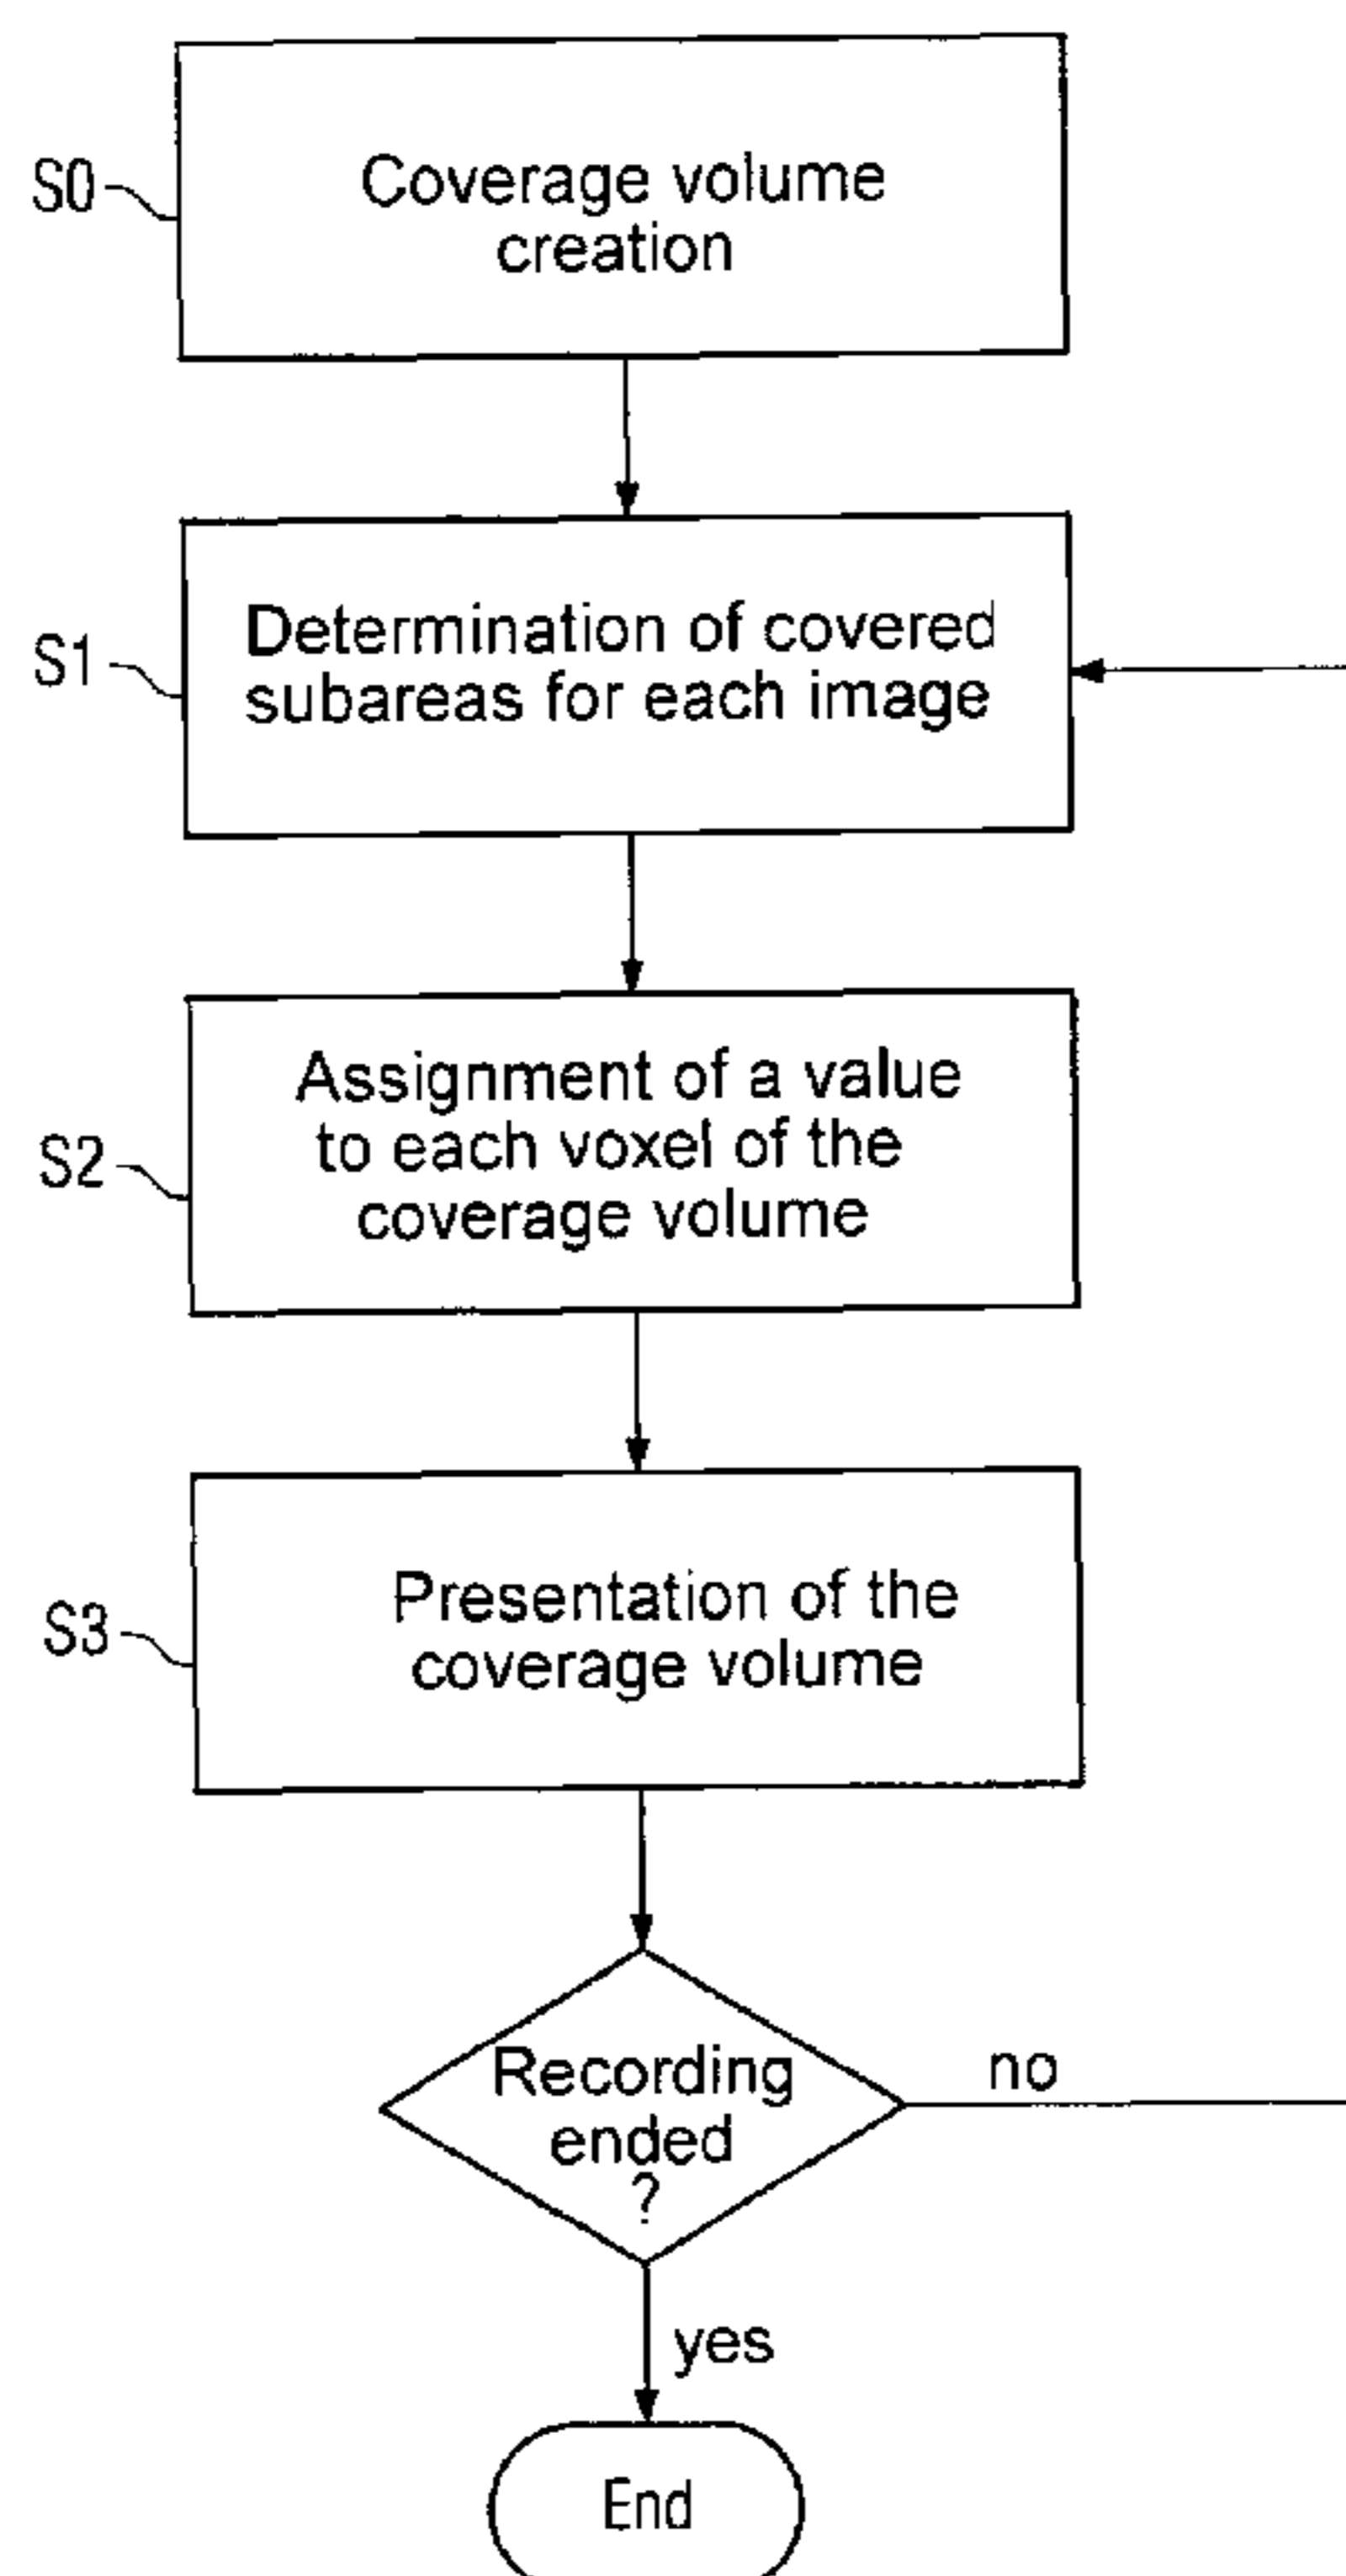 S0
Coverage volume
creation
S1
Determination of covered
subareas for each image
S2
Assignment of a value
to each voxel of the
coverage volume
S3
Presentation of the
coverage volume
Recording
ended
?
no
yes
End